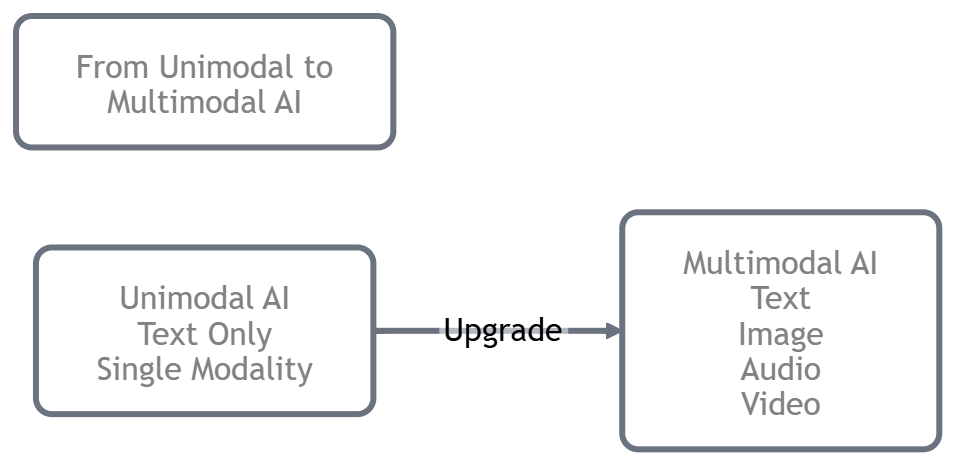 From Unimodal to
Multimodal AI
Unimodal AI
Text Only
Single Modality
Upgrade
Multimodal AI
Text
Image
Audio
Video